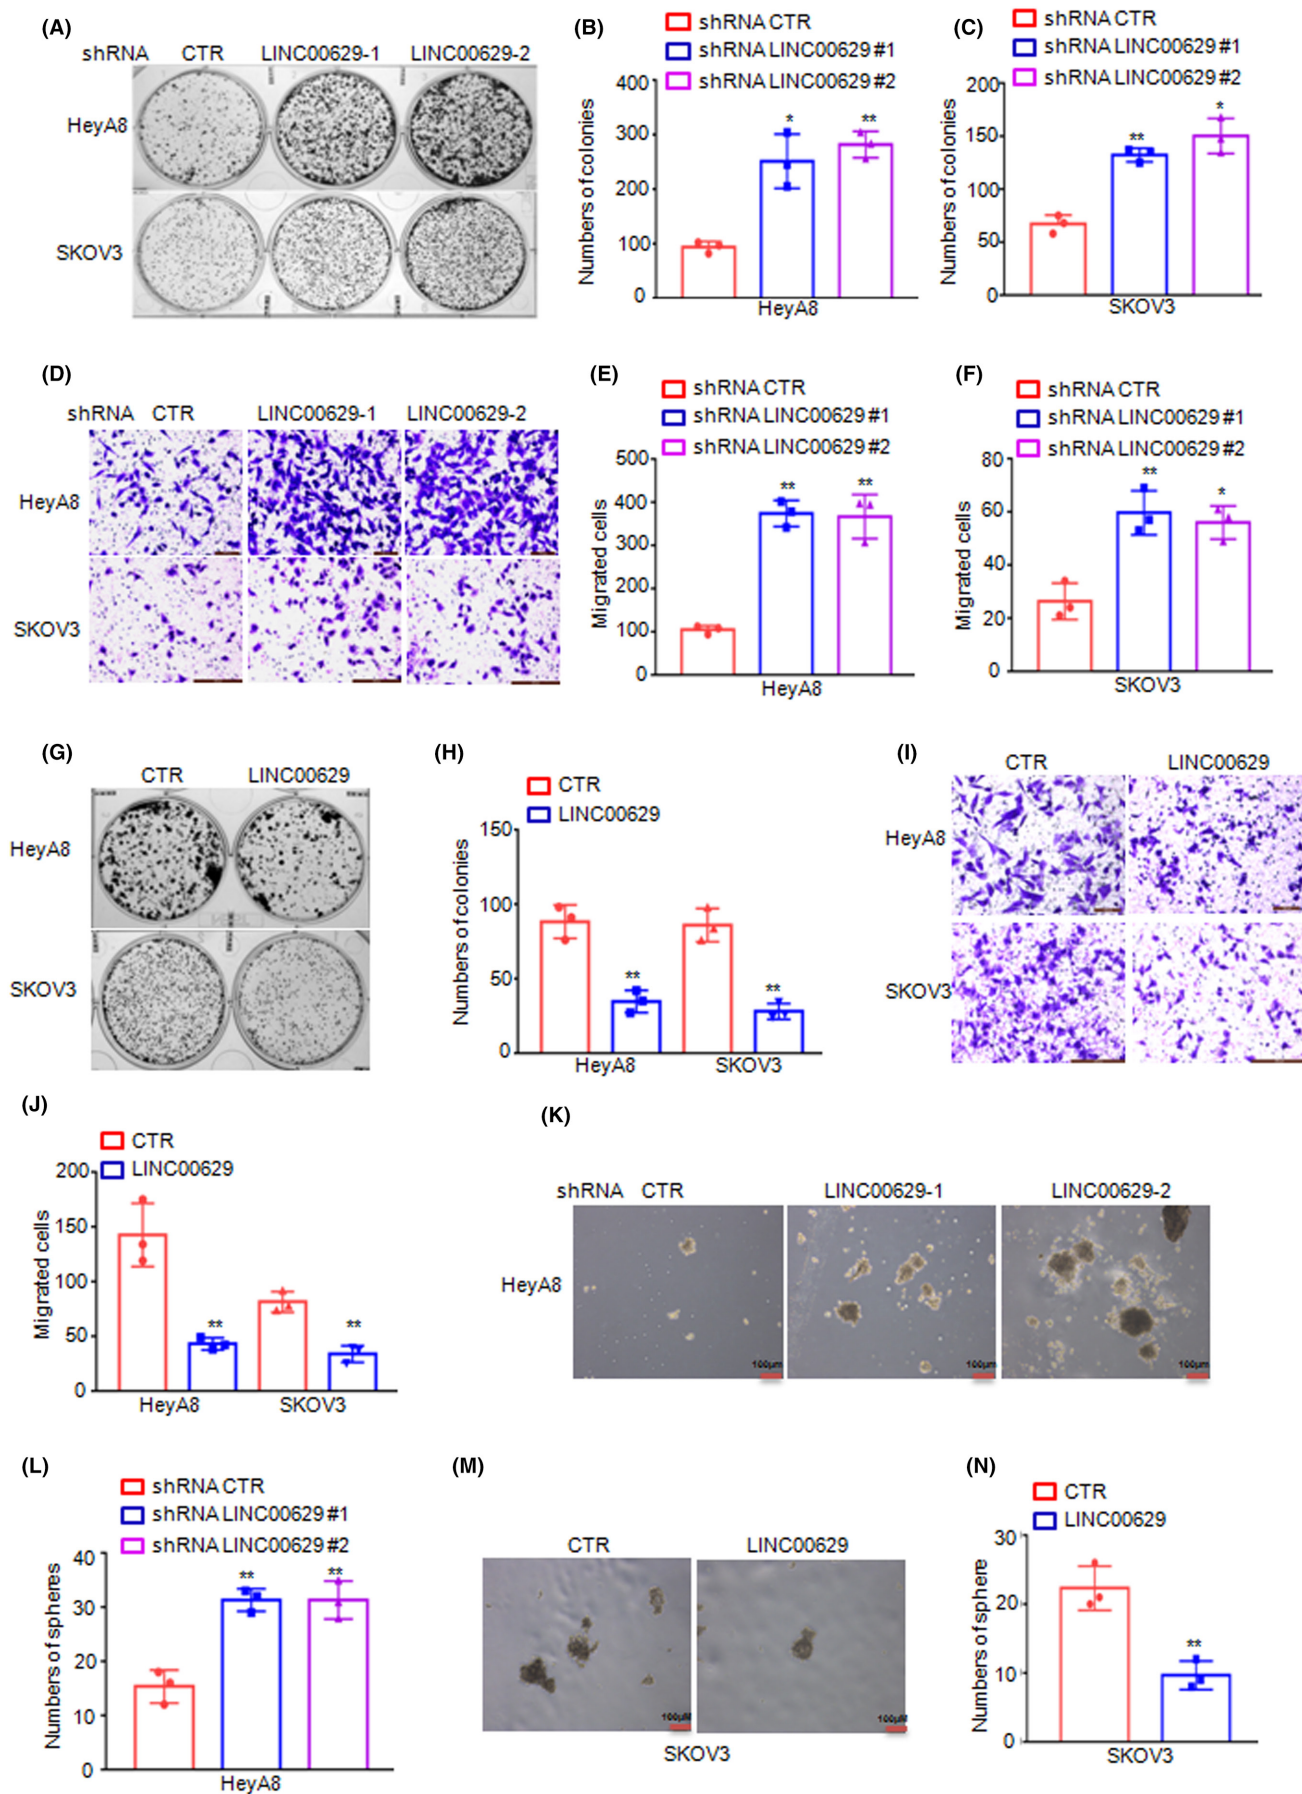 (A)
shRNA CTR LINC00629-1 LINC00629-2
HeyA8
SKOV3
(B)
shRNA CTR
shRNA LINC00629 #1
shRNA LINC00629 #2
Numbers of colonies
400
300
200
100
0
* **
HeyA8
(C)
shRNA CTR
shRNA LINC00629 #1
shRNA LINC00629 #2
Numbers of colonies
200
150
100
50
0
** *
SKOV3
(D)
shRNA CTR LINC00629-1 LINC00629-2
HeyA8
SKOV3
(E)
shRNA CTR
shRNA LINC00629 #1
shRNA LINC00629 #2
Migrated cells
500
400
300
200
100
0
** **
HeyA8
(F)
shRNA CTR
shRNA LINC00629 #1
shRNA LINC00629 #2
Migrated cells
80
60
40
20
0
** *
SKOV3
(G)
CTR LINC00629
HeyA8
SKOV3
(H)
CTR
LINC00629
Numbers of colonies
150
100
50
0
** **
HeyA8 SKOV3
(I)
CTR LINC00629
HeyA8
SKOV3
(J)
CTR
LINC00629
Migrated cells
200
150
100
50
0
** **
HeyA8 SKOV3
(K)
shRNA CTR LINC00629-1 LINC00629-2
HeyA8
100μm 100μm 100μm
(L)
shRNA CTR
shRNA LINC00629 #1
shRNA LINC00629 #2
Numbers of spheres
40
30
20
10
0
** **
HeyA8
(M)
CTR LINC00629
100μM 100μM
SKOV3
(N)
CTR
LINC00629
Numbers of sphere
30
20
10
0
**
SKOV3